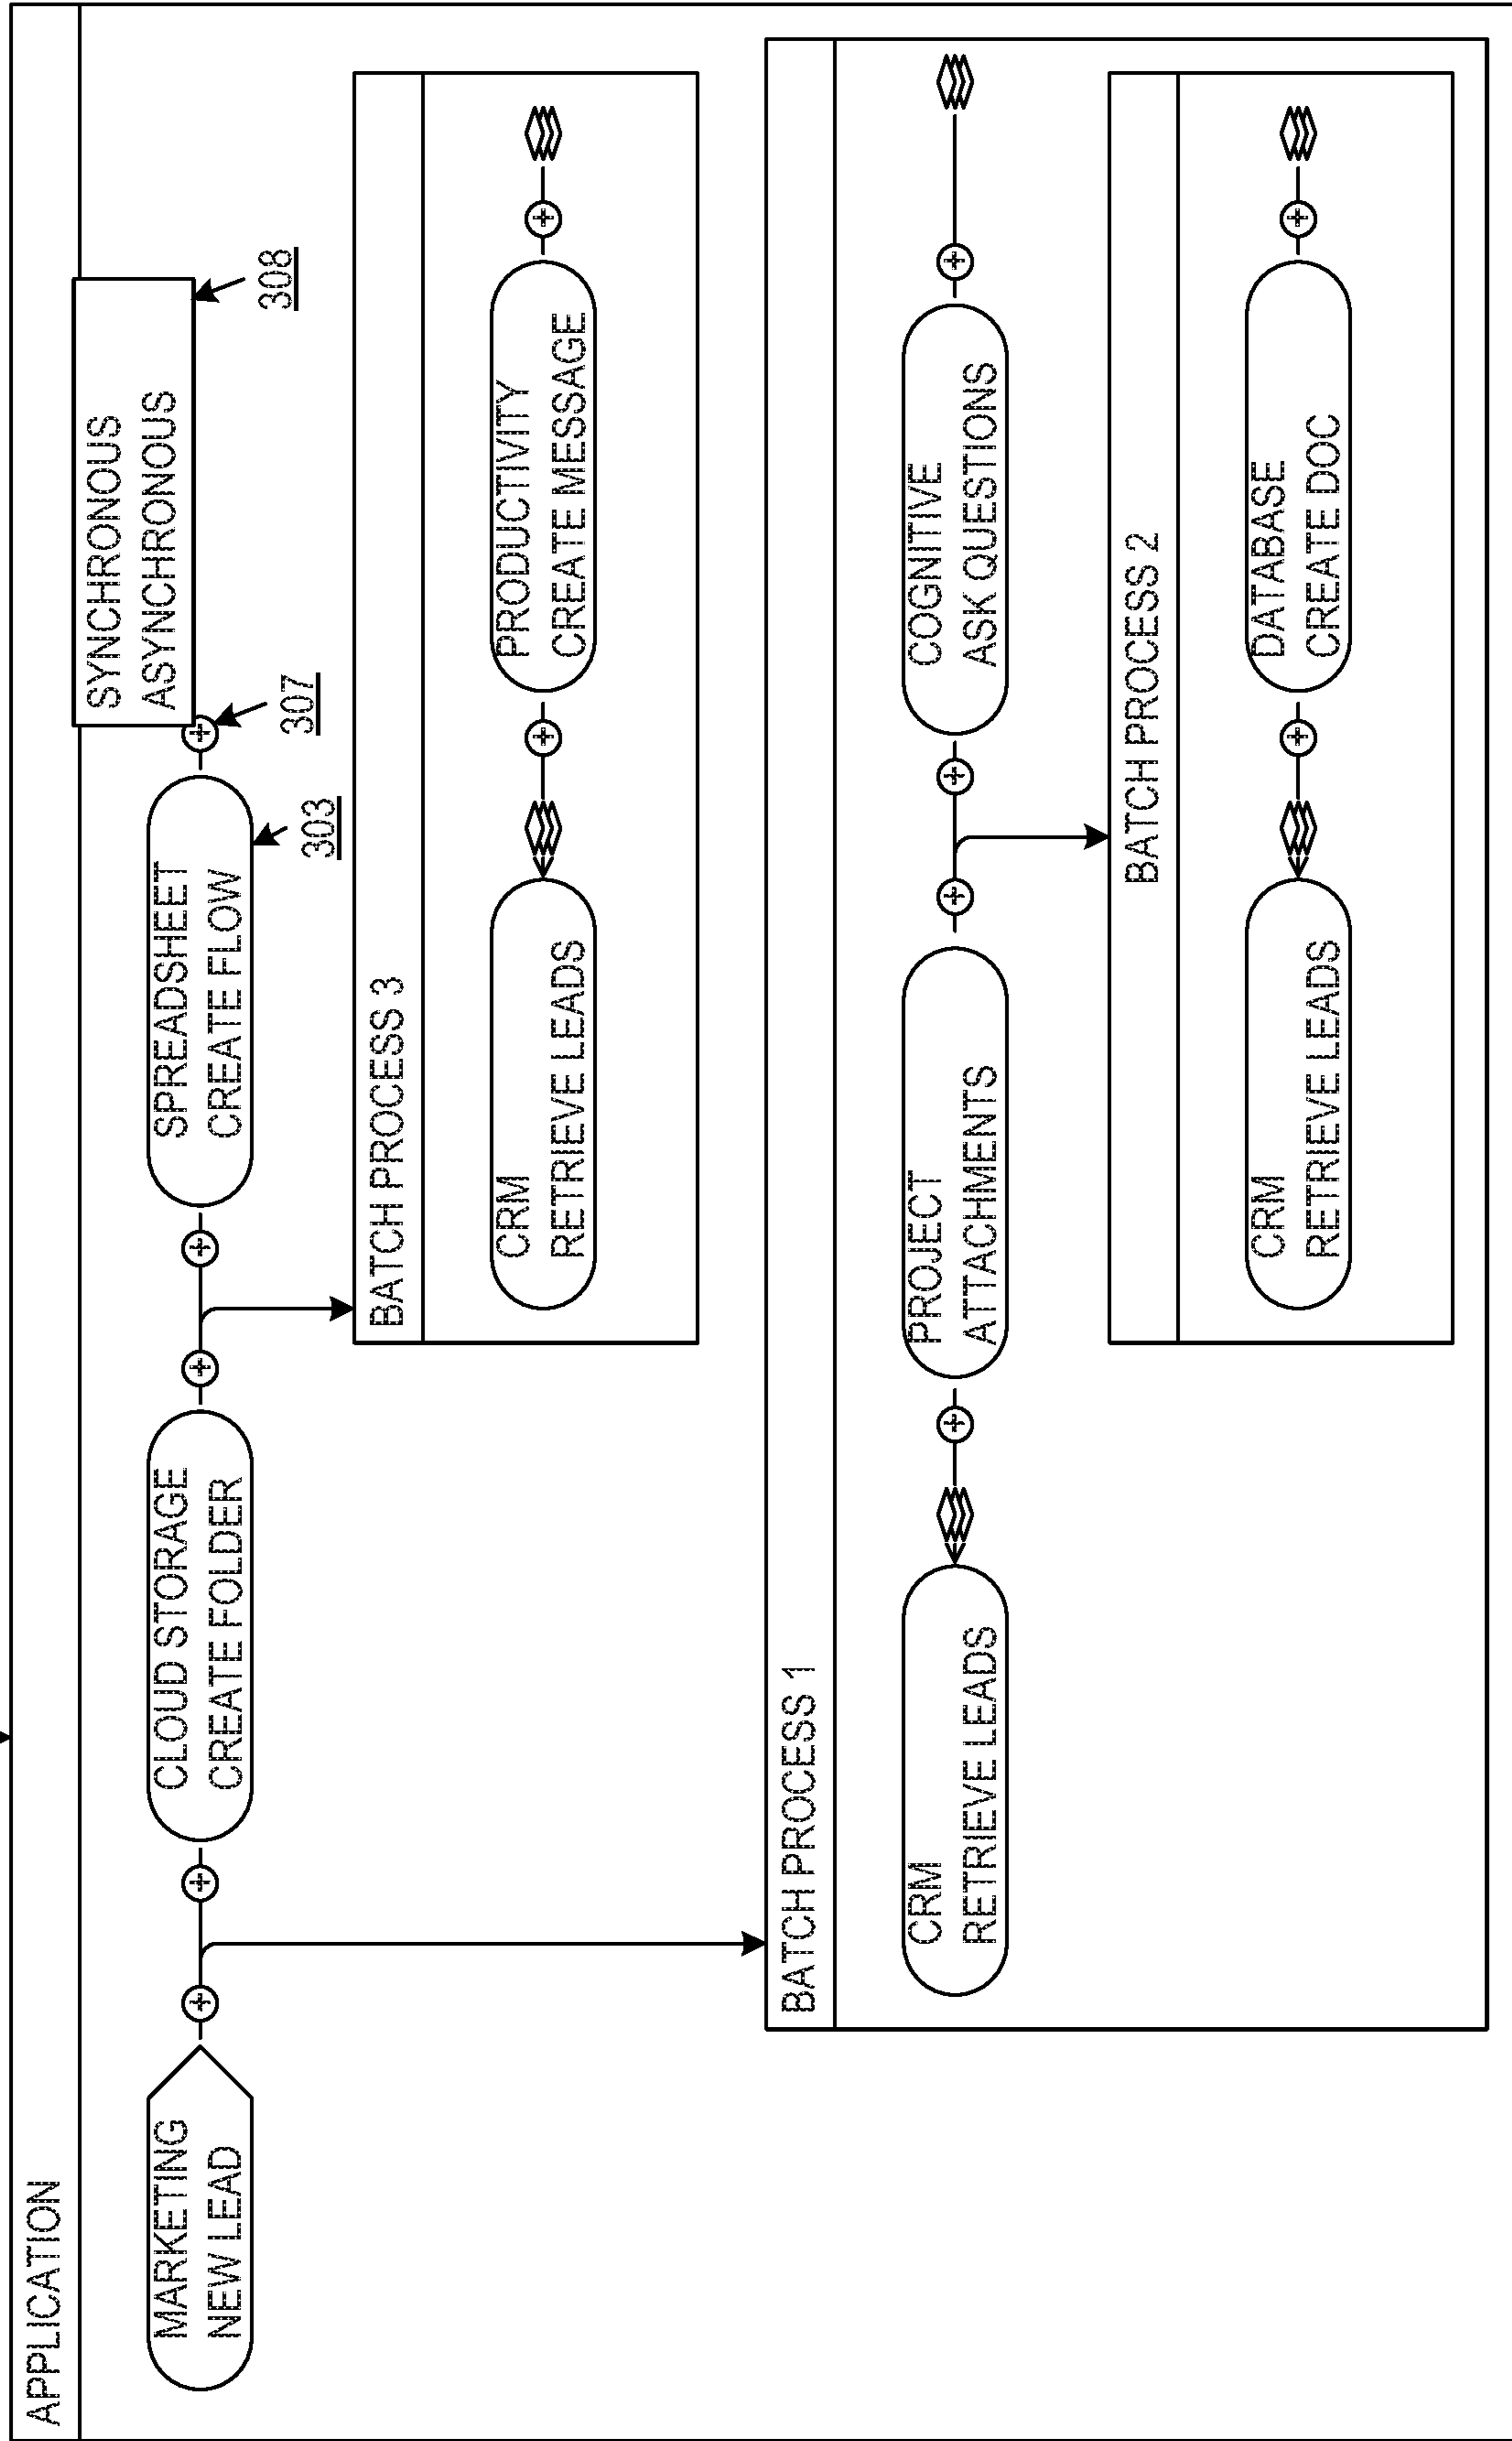 APPLICATION
MARKETING
NEW LEAD
CLOUD STORAGE
CREATE FOLDER
SPREADSHEET
CREATE FLOW
303
307
SYNCHRONOUS
ASYNCHRONOUS
308
BATCH PROCESS 3
CRM
RETRIEVE LEADS
PRODUCTIVITY
CREATE MESSAGE
BATCH PROCESS 1
CRM
RETRIEVE LEADS
PROJECT
ATTACHMENTS
COGNITIVE
ASK QUESTIONS
BATCH PROCESS 2
CRM
RETRIEVE LEADS
DATABASE
CREATE DOC